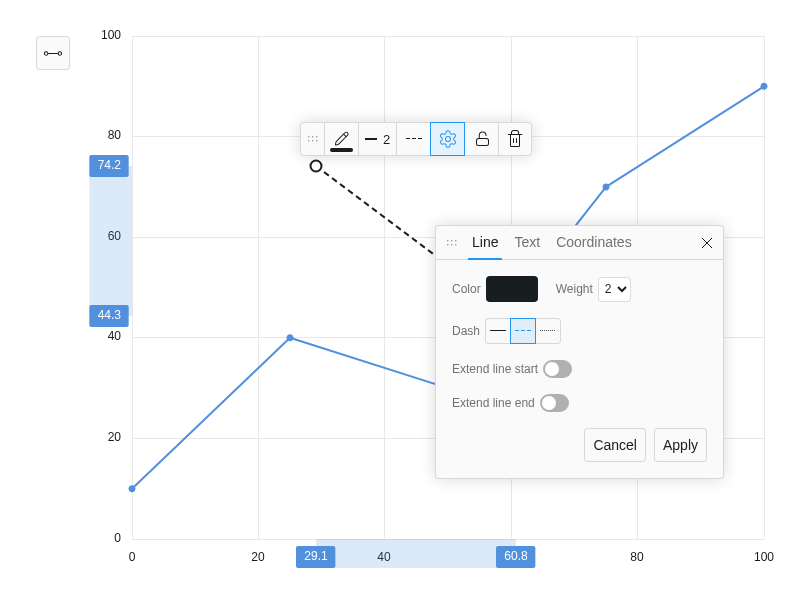 100
80
2
74.2
60
Line Text Coordinates
Color Weight 2
44.3
Dash
40
Extend line start
Extend line end
20
Cancel Apply
0
29.1 60.8
0 20 40 80 100